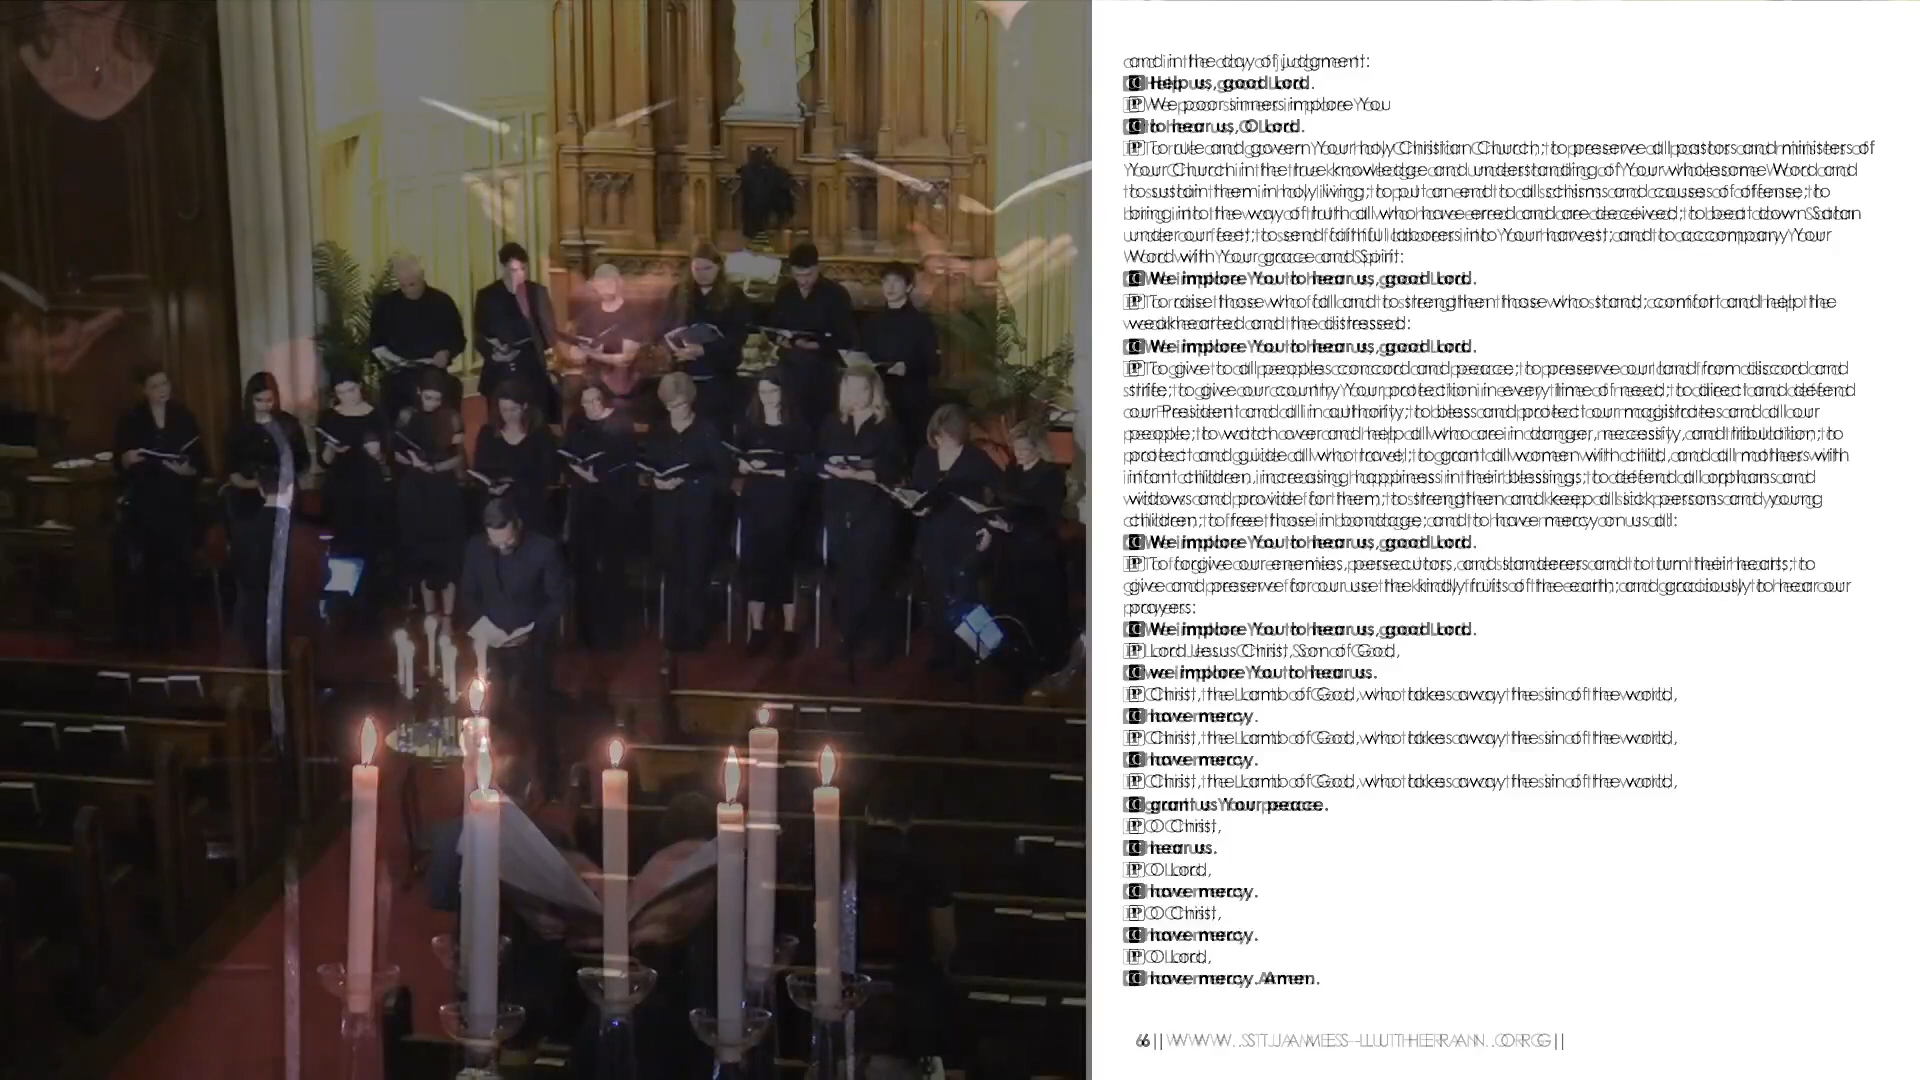 and in the day of judgment:
C Help us, good Lord.
P We poor sinners implore You
C to hear us, O Lord.
P To rule and govern Your holy Christian Church; to preserve all pastors and ministers of
Your Church in the true knowledge and understanding of Your wholesome Word and
to sustain them in holy living; to put an end to all schisms and causes of offense; to
bring into the way of truth all who have erred and are deceived; to beat down Satan
under our feet; to send faithful laborers into Your harvest; and to accompany Your
Word with Your grace and Spirit:
C We implore You to hear us, good Lord.
P To raise those who fall and to strengthen those who stand; comfort and help the
weakhearted and the distressed:
C We implore You to hear us, good Lord.
P To give to all peoples concord and peace; to preserve our land from discord and
strife; to give our country Your protection in every time of need; to direct and defend
our President and all in authority; to bless and protect our magistrates and all our
people; to watch over and help all who are in danger, necessity, and tribulation; to
protect and guide all who travel; to grant all women with child, and all mothers with
infant children, increasing happiness in their blessings; to defend all orphans and
widows and provide for them; to strengthen and keep all sick persons and young
children; to free those in bondage; and to have mercy on us all:
C We implore You to hear us, good Lord.
P To forgive our enemies, persecutors, and slanderers and to turn their hearts; to
give and preserve for our use the kindly fruits of the earth; and graciously to hear our
prayers:
C We implore You to hear us, good Lord.
P Lord Jesus Christ, Son of God,
C we implore You to hear us.
P Christ, the Lamb of God, who takes away the sin of the world,
C have mercy.
P Christ, the Lamb of God, who takes away the sin of the world,
C have mercy.
P Christ, the Lamb of God, who takes away the sin of the world,
C grant us Your peace.
P O Christ,
C hear us.
P O Lord,
C have mercy.
P O Christ,
C have mercy.
P O Lord,
C have mercy. Amen.
6 || WWW.STJAMES-LUTHERAN.ORG ||